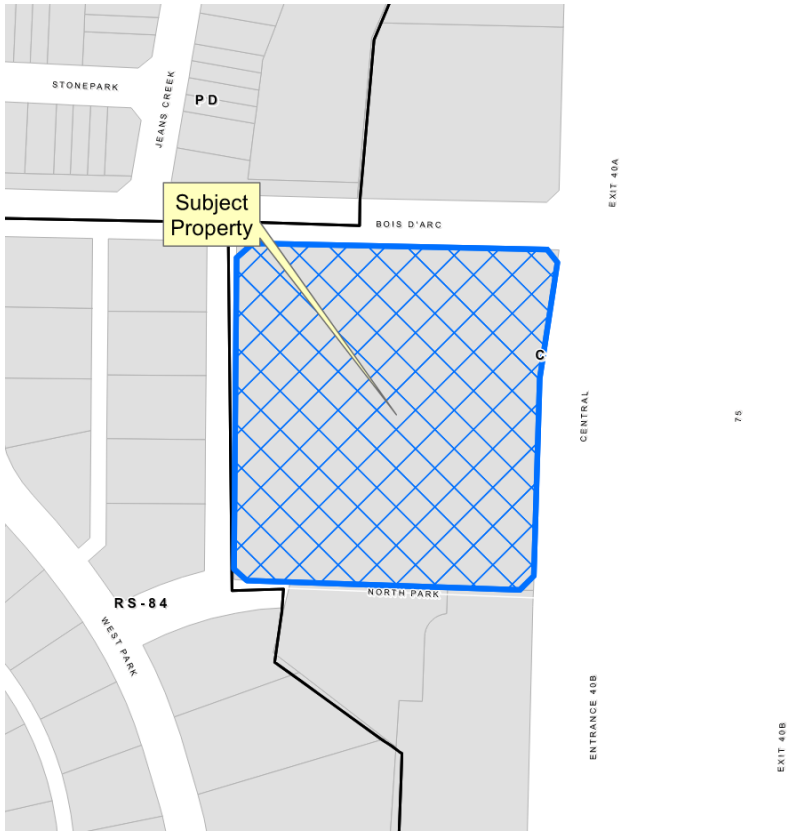 STONEPARK
JEANS CREEK
PD
EXIT 40A
Subject
Property
BOIS D'ARC
C
CENTRAL
75
NORTH PARK
RS-84
WEST PARK
ENTRANCE 40B
EXIT 40B